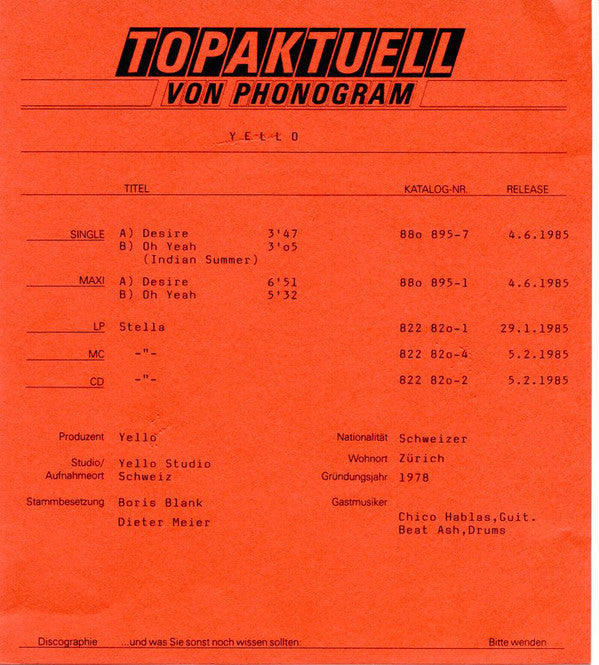 TOPAKTUELL
VON PHONOGRAM
YELLO
TITEL KATALOG-NR. RELEASE
SINGLE A) Desire 3'47 88o 895-7 4.6.1985
B) Oh Yeah 3'o5
(Indian Summer)
MAXI A) Desire 6'51 88o 895-1 4.6.1985
B) Oh Yeah 5'32
LP Stella 822 82o-1 29.1.1985
MC -"- 822 82o-4 5.2.1985
CD -"- 822 82o-2 5.2.1985
Produzent Yello Nationalität Schweizer
Studio/ Yello Studio Wohnort Zürich
Aufnahmeort Schweiz Gründungsjahr 1978
Stammbesetzung Boris Blank Gastmusiker
Dieter Meier Chico Hablas,Guit.
Beat Ash,Drums
Discographie ...und was Sie sonst noch wissen sollten: Bitte wenden